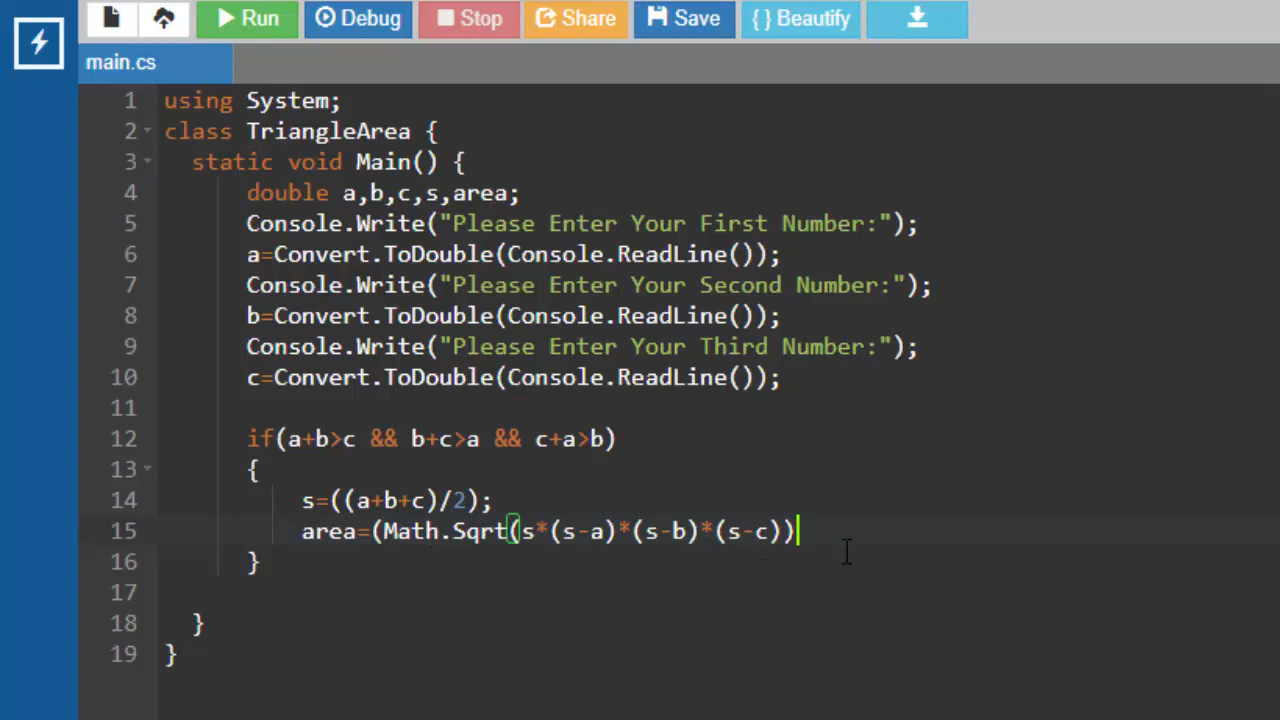 Run Debug Stop Share Save { } Beautify
main.cs
1 using System;
2 class TriangleArea {
3 static void Main() {
4 double a,b,c,s,area;
5 Console.Write("Please Enter Your First Number:");
6 a=Convert.ToDouble(Console.ReadLine());
7 Console.Write("Please Enter Your Second Number:");
8 b=Convert.ToDouble(Console.ReadLine());
9 Console.Write("Please Enter Your Third Number:");
10 c=Convert.ToDouble(Console.ReadLine());
11
12 if(a+b>c && b+c>a && c+a>b)
13 {
14 s=((a+b+c)/2);
15 area=(Math.Sqrt(s*(s-a)*(s-b)*(s-c))
16 }
17
18 }
19 }